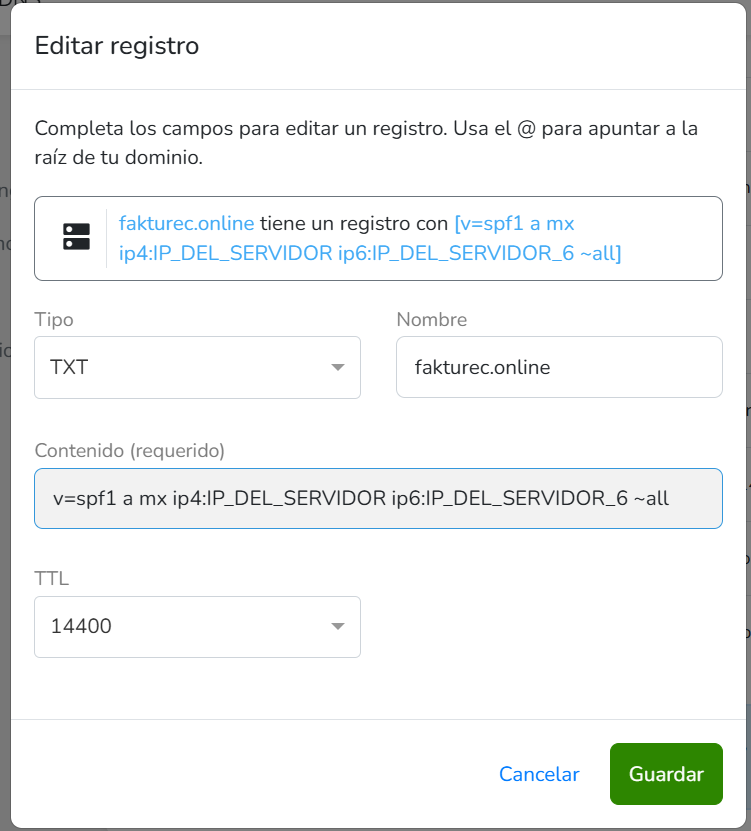 Editar registro
Completa los campos para editar un registro. Usa el @ para apuntar a la
raíz de tu dominio.
fakturec.online tiene un registro con [v=spf1 a mx
ip4:IP_DEL_SERVIDOR ip6:IP_DEL_SERVIDOR_6 ~all]
Tipo
Nombre
TXT
fakturec.online
Contenido (requerido)
v=spf1 a mx ip4:IP_DEL_SERVIDOR ip6:IP_DEL_SERVIDOR_6 ~all
TTL
14400
Cancelar
Guardar